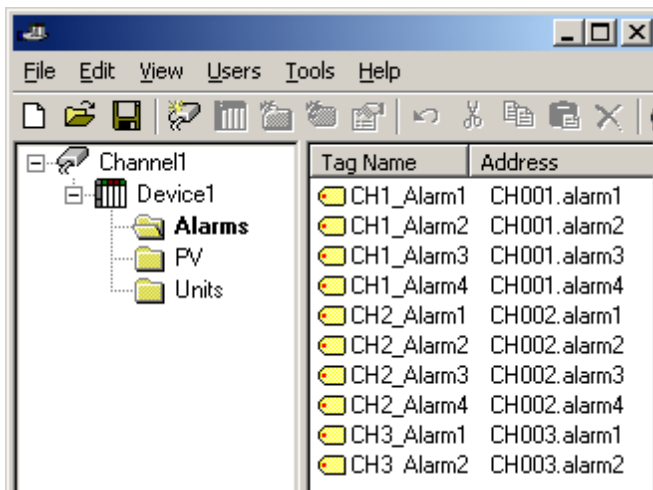 File Edit View Users Tools Help
Channel1
Device1
Alarms
PV
Units
Tag Name Address
CH1_Alarm1 CH001.alarm1
CH1_Alarm2 CH001.alarm2
CH1_Alarm3 CH001.alarm3
CH1_Alarm4 CH001.alarm4
CH2_Alarm1 CH002.alarm1
CH2_Alarm2 CH002.alarm2
CH2_Alarm3 CH002.alarm3
CH2_Alarm4 CH002.alarm4
CH3_Alarm1 CH003.alarm1
CH3 Alarm2 CH003.alarm2